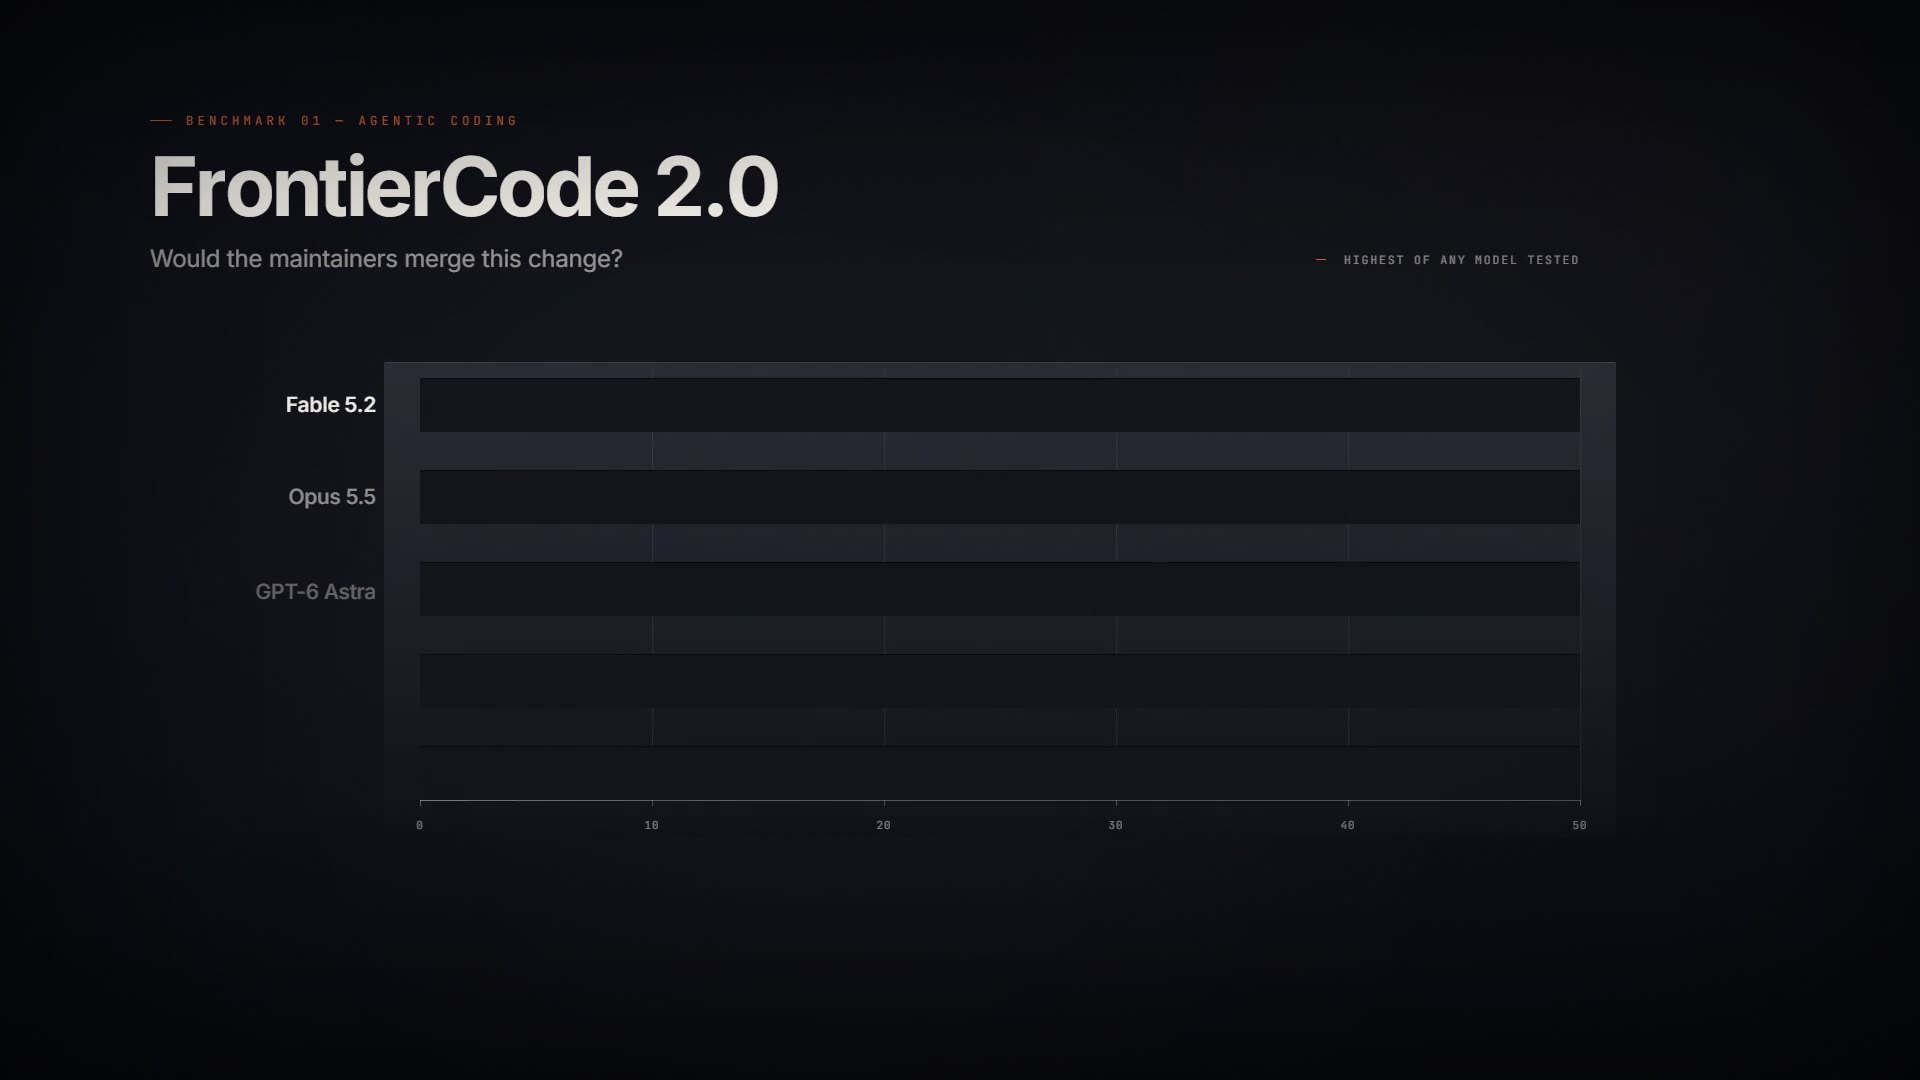 BENCHMARK 01 — AGENTIC CODING
FrontierCode 2.0
Would the maintainers merge this change?
— HIGHEST OF ANY MODEL TESTED
Fable 5.2
Opus 5.5
GPT-6 Astra
0 10 20 30 40 50